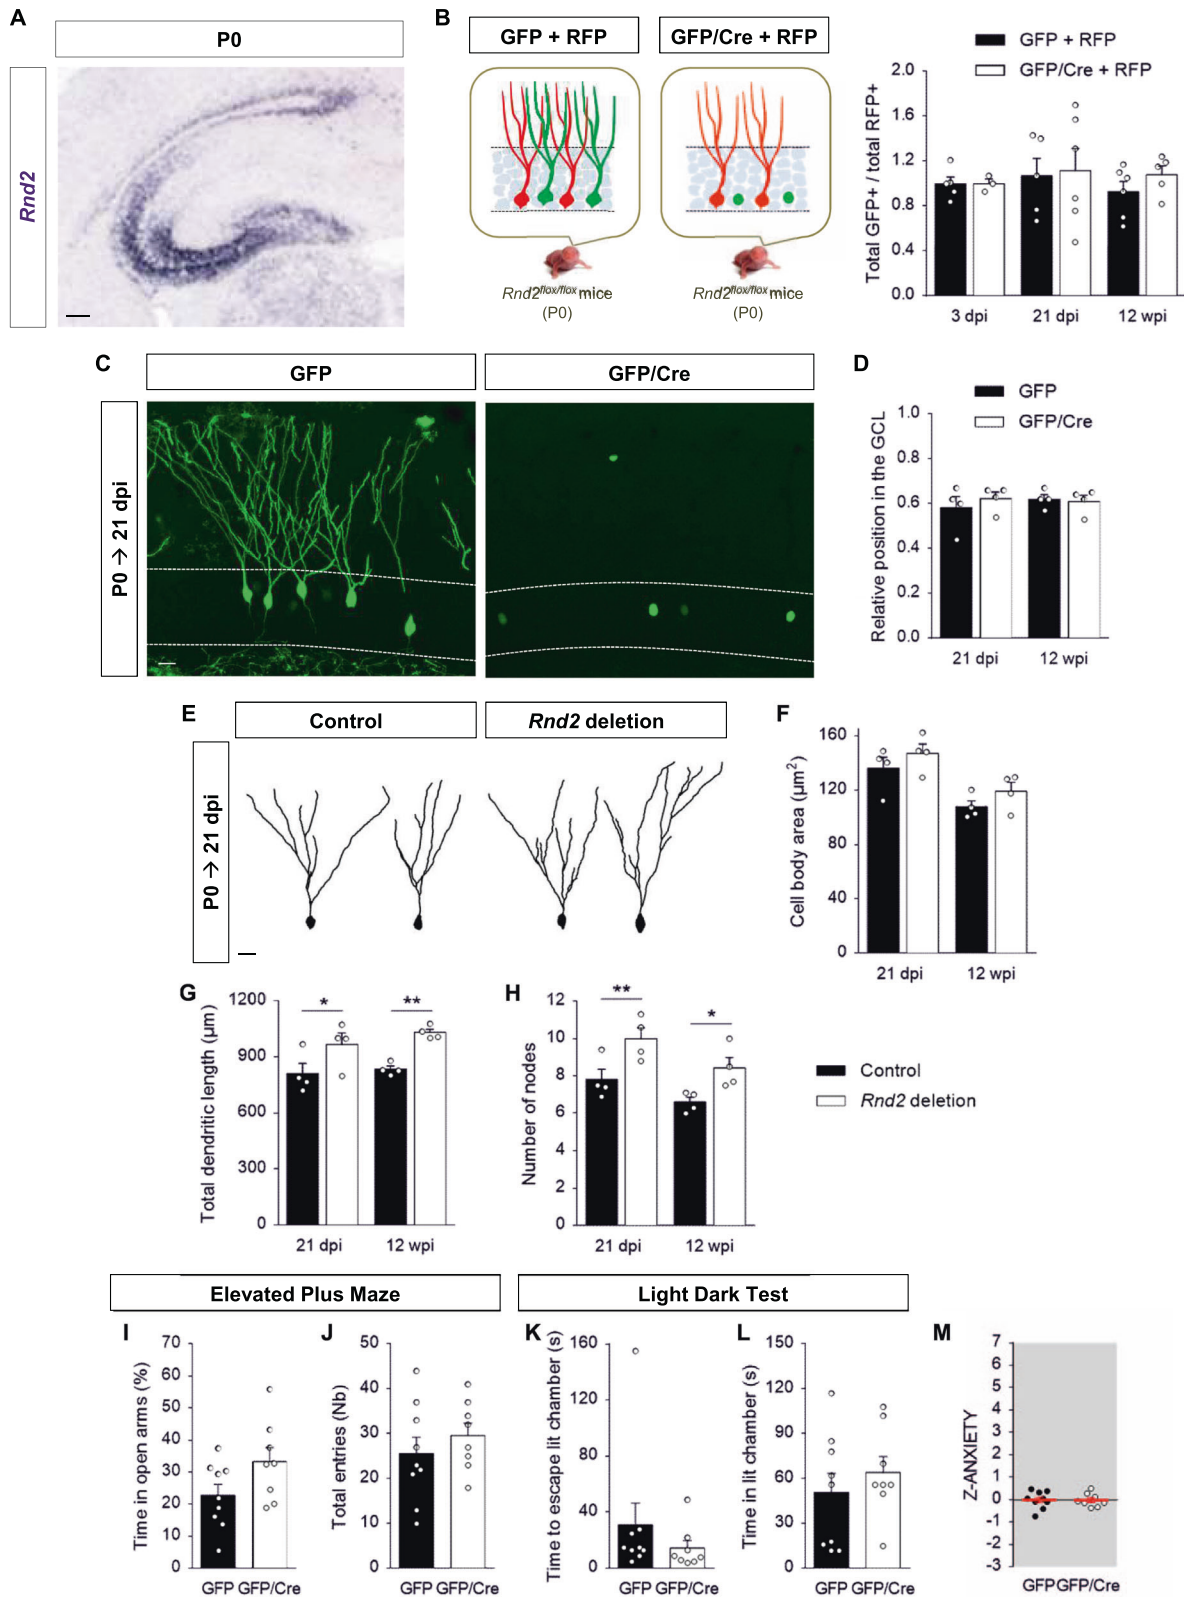 A
P0
Rnd2
B
GFP + RFP
GFP/Cre + RFP
Rnd2flox/flox mice
(P0)
Rnd2flox/flox mice
(P0)
GFP + RFP
GFP/Cre + RFP
Total GFP+ / total RFP+
2.0
1.6
1.2
0.8
0.4
0.0
3 dpi
21 dpi
12 wpi
C
GFP
GFP/Cre
P0 → 21 dpi
D
GFP
GFP/Cre
Relative position in the GCL
1.0
0.8
0.6
0.4
0.2
0.0
21 dpi
12 wpi
E
Control
Rnd2 deletion
P0 → 21 dpi
F
Cell body area (µm²)
160
120
80
40
0
21 dpi
12 wpi
G
Total dendritic length (µm)
1200
900
600
300
0
*
**
21 dpi
12 wpi
H
Number of nodes
12
10
8
6
4
2
0
**
*
21 dpi
12 wpi
Control
Rnd2 deletion
Elevated Plus Maze
Light Dark Test
I
Time in open arms (%)
70
60
50
40
30
20
10
0
GFP GFP/Cre
J
Total entries (Nb)
50
40
30
20
10
0
GFP GFP/Cre
K
Time to escape lit chamber (s)
160
120
80
40
0
GFP GFP/Cre
L
Time in lit chamber (s)
150
120
90
60
30
0
GFP GFP/Cre
M
Z-ANXIETY
7
6
5
4
3
2
1
0
-1
-2
-3
GFP GFP/Cre